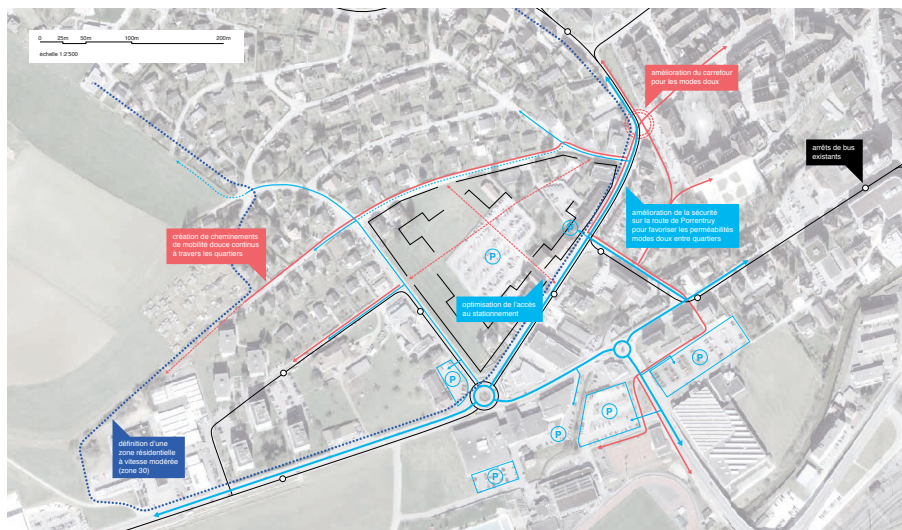 0 25m 50m 100m 200m
échelle 1:2'500
amélioration du carrefour
pour les modes doux
arrêts de bus
existants
amélioration de la sécurité
sur la route de Porrentruy
pour favoriser les perméabilités
modes doux entre quartiers
P
création de cheminements
de mobilité douce continus
à travers les quartiers
P
optimisation de l'accès
au stationnement
P
P
P
P
définition d'une
zone résidentielle
à vitesse modérée
(zone 30)
P